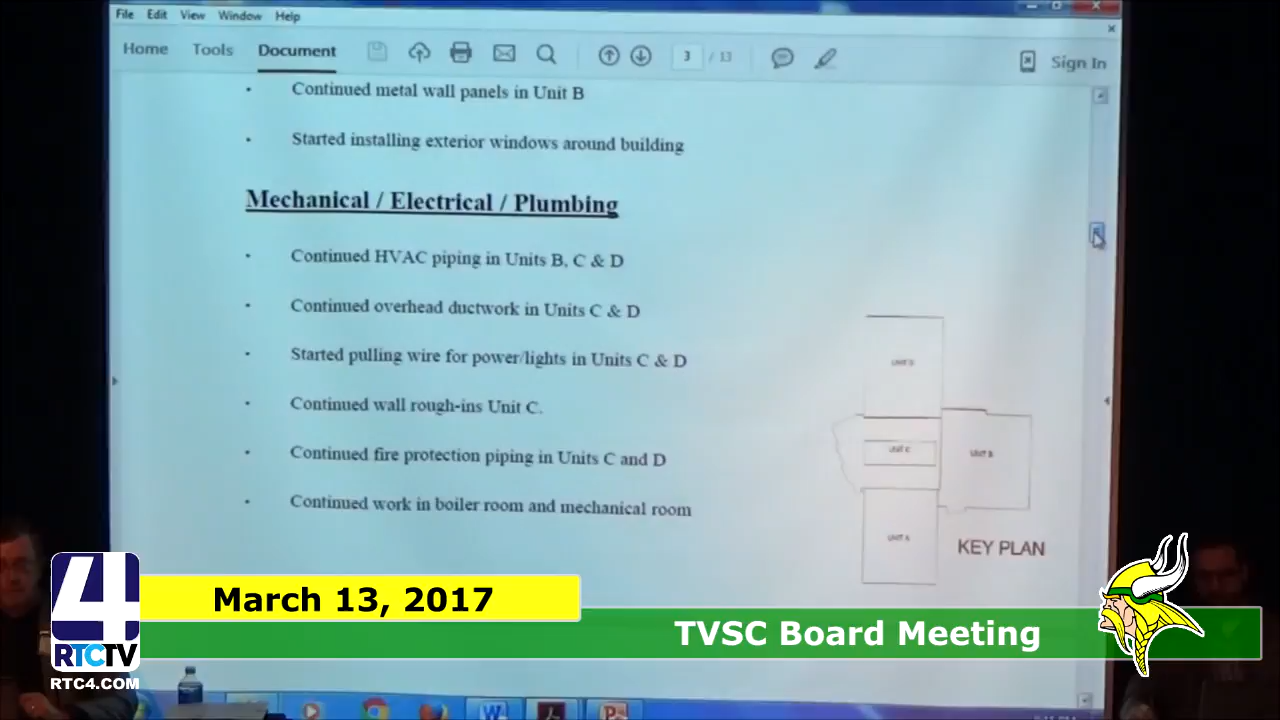 File Edit View Window Help
Home Tools Document 3 / 13 Sign In
• Continued metal wall panels in Unit B
• Started installing exterior windows around building
Mechanical / Electrical / Plumbing
• Continued HVAC piping in Units B, C & D
• Continued overhead ductwork in Units C & D
• Started pulling wire for power/lights in Units C & D
• Continued wall rough-ins Unit C.
• Continued fire protection piping in Units C and D
• Continued work in boiler room and mechanical room
UNIT D
UNIT C
UNIT B
UNIT A
KEY PLAN
4
RTCTV
RTC4.COM
March 13, 2017
TVSC Board Meeting